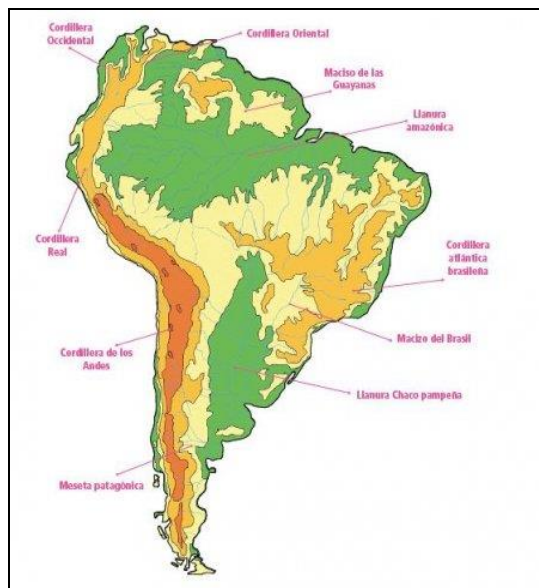 Cordillera
Occidental
Cordillera Oriental
Maciso de las
Guayanas
Llanura
amazónica
Cordillera
Real
Cordillera
atlántica
brasileña
Cordillera de los
Andes
Macizo del Brasil
Llanura Chaco pampeña
Meseta patagónica